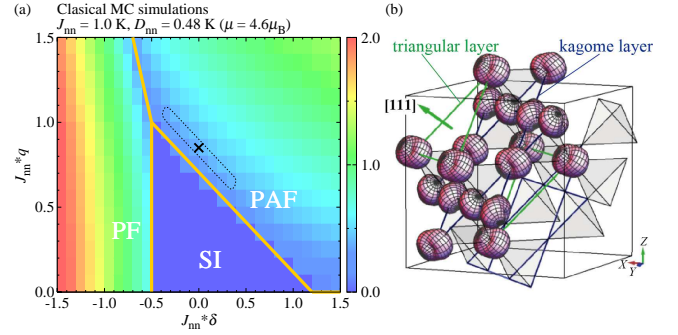 (a) Clasical MC simulations
J_nn = 1.0 K, D_nn = 0.48 K (μ = 4.6μ_B)
1.5
1.0
0.5
0.0
J_nn*q
-1.5 -1.0 -0.5 0.0 0.5 1.0 1.5
J_nn*δ
PF
SI
PAF
2.0
1.0
0.0
(b)
triangular layer
kagome layer
[111]
Z
X
Y